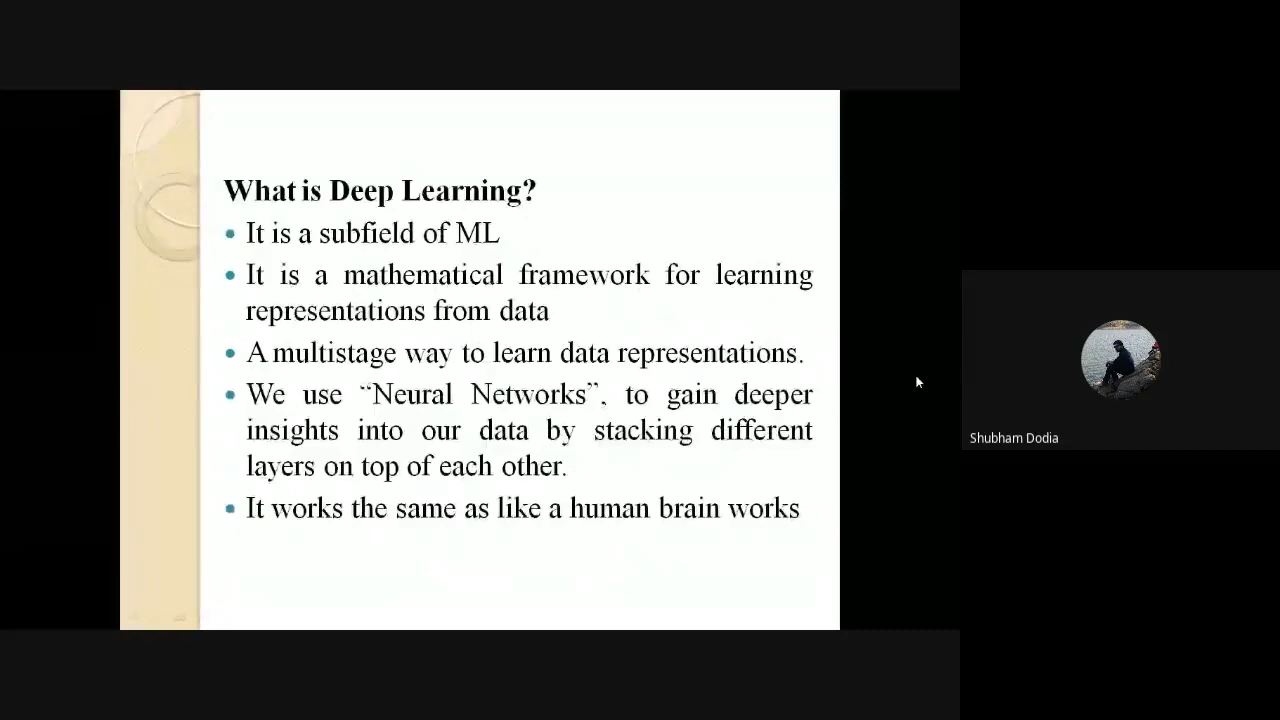 What is Deep Learning?
• It is a subfield of ML
• It is a mathematical framework for learning
representations from data
• A multistage way to learn data representations.
• We use “Neural Networks”, to gain deeper
insights into our data by stacking different
layers on top of each other.
• It works the same as like a human brain works
Shubham Dodia